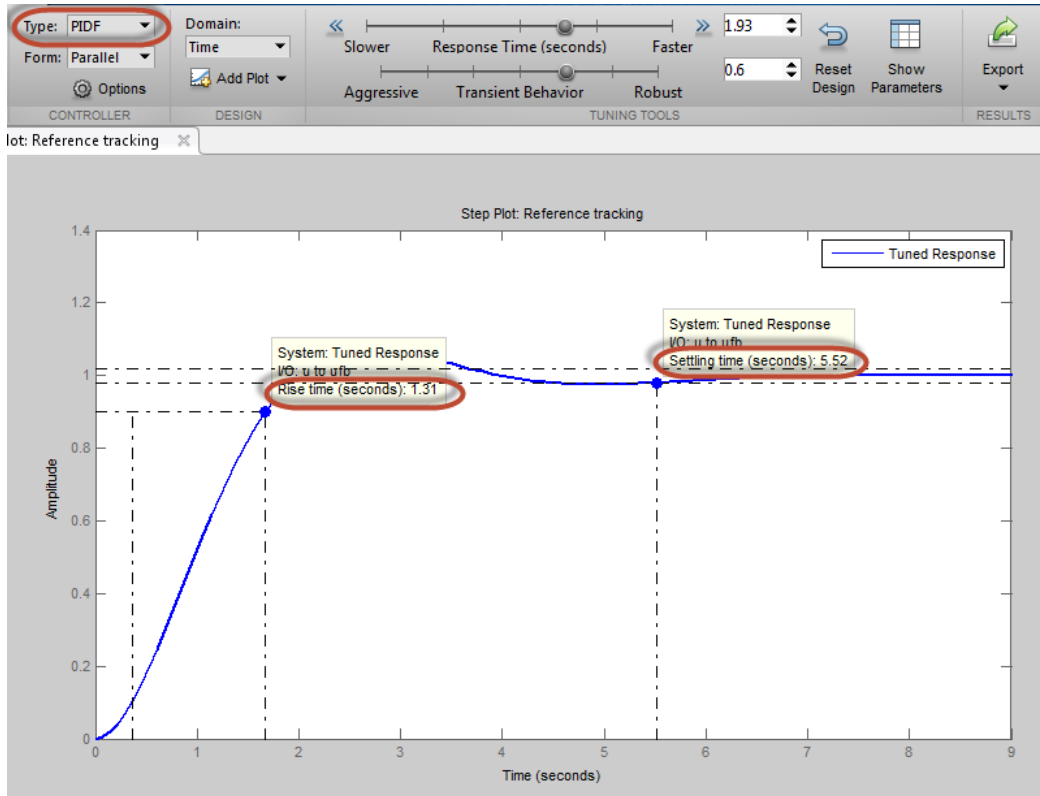 Type: PIDF
Form: Parallel
Options
CONTROLLER
Domain:
Time
Add Plot
DESIGN
Slower Response Time (seconds) Faster
1.93
Aggressive Transient Behavior Robust
0.6
Reset Design
Show Parameters
TUNING TOOLS
Export
RESULTS
lot: Reference tracking
Step Plot: Reference tracking
Tuned Response
System: Tuned Response
I/O: u to ufb
Rise time (seconds): 1.31
System: Tuned Response
I/O: u to ufb
Settling time (seconds): 5.52
Amplitude
1.4
1.2
1
0.8
0.6
0.4
0.2
0
0 1 2 3 4 5 6 7 8 9
Time (seconds)